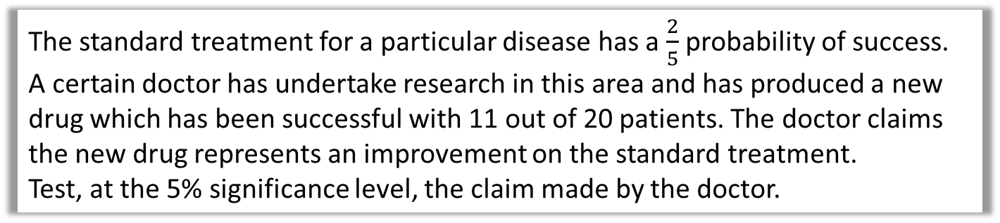 The standard treatment for a particular disease has a 2/5 probability of success.
A certain doctor has undertake research in this area and has produced a new
drug which has been successful with 11 out of 20 patients. The doctor claims
the new drug represents an improvement on the standard treatment.
Test, at the 5% significance level, the claim made by the doctor.